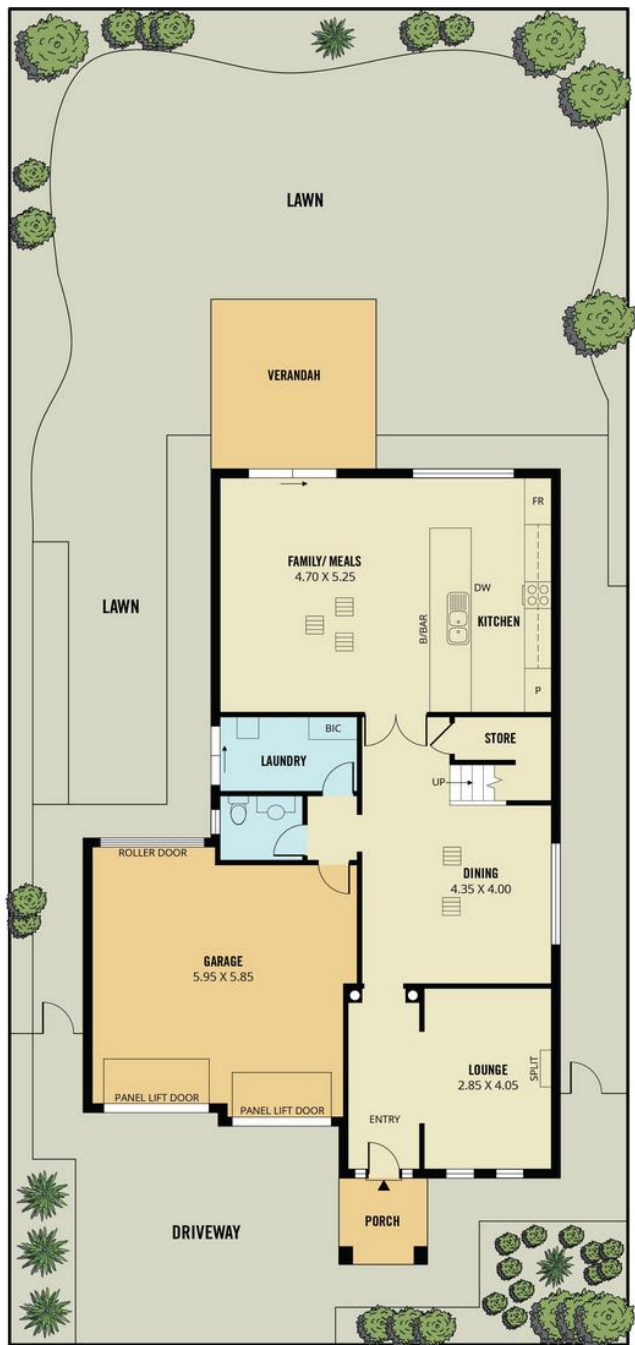 LAWN
VERANDAH
FR
FAMILY/ MEALS
4.70 X 5.25
DW
KITCHEN
B/BAR
LAWN
P
BIC
STORE
LAUNDRY
UP
ROLLER DOOR
DINING
4.35 X 4.00
GARAGE
5.95 X 5.85
LOUNGE
2.85 X 4.05
SPLIT
PANEL LIFT DOOR
PANEL LIFT DOOR
ENTRY
PORCH
DRIVEWAY